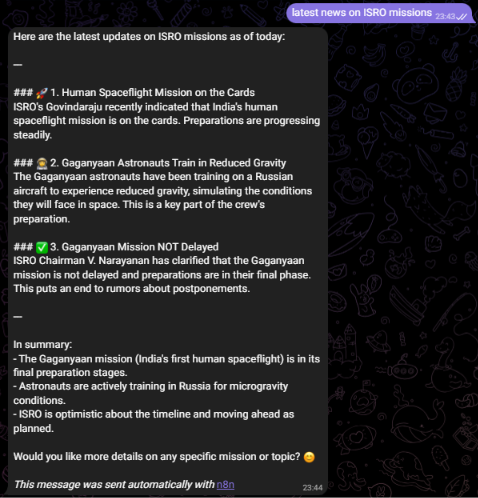 latest news on ISRO missions 23:43
Here are the latest updates on ISRO missions as of today:
—
### 🚀 1. Human Spaceflight Mission on the Cards
ISRO's Govindaraju recently indicated that India's human
spaceflight mission is on the cards. Preparations are progressing
steadily.
### 👨‍🚀 2. Gaganyaan Astronauts Train in Reduced Gravity
The Gaganyaan astronauts have been training on a Russian
aircraft to experience reduced gravity, simulating the conditions
they will face in space. This is a key part of the crew's
preparation.
### ✅ 3. Gaganyaan Mission NOT Delayed
ISRO Chairman V. Narayanan has clarified that the Gaganyaan
mission is not delayed and preparations are in their final phase.
This puts an end to rumors about postponements.
—
In summary:
- The Gaganyaan mission (India's first human spaceflight) is in its
final preparation stages.
- Astronauts are actively training in Russia for microgravity
conditions.
- ISRO is optimistic about the timeline and moving ahead as
planned.
Would you like more details on any specific mission or topic? 😊
This message was sent automatically with n8n
23:44